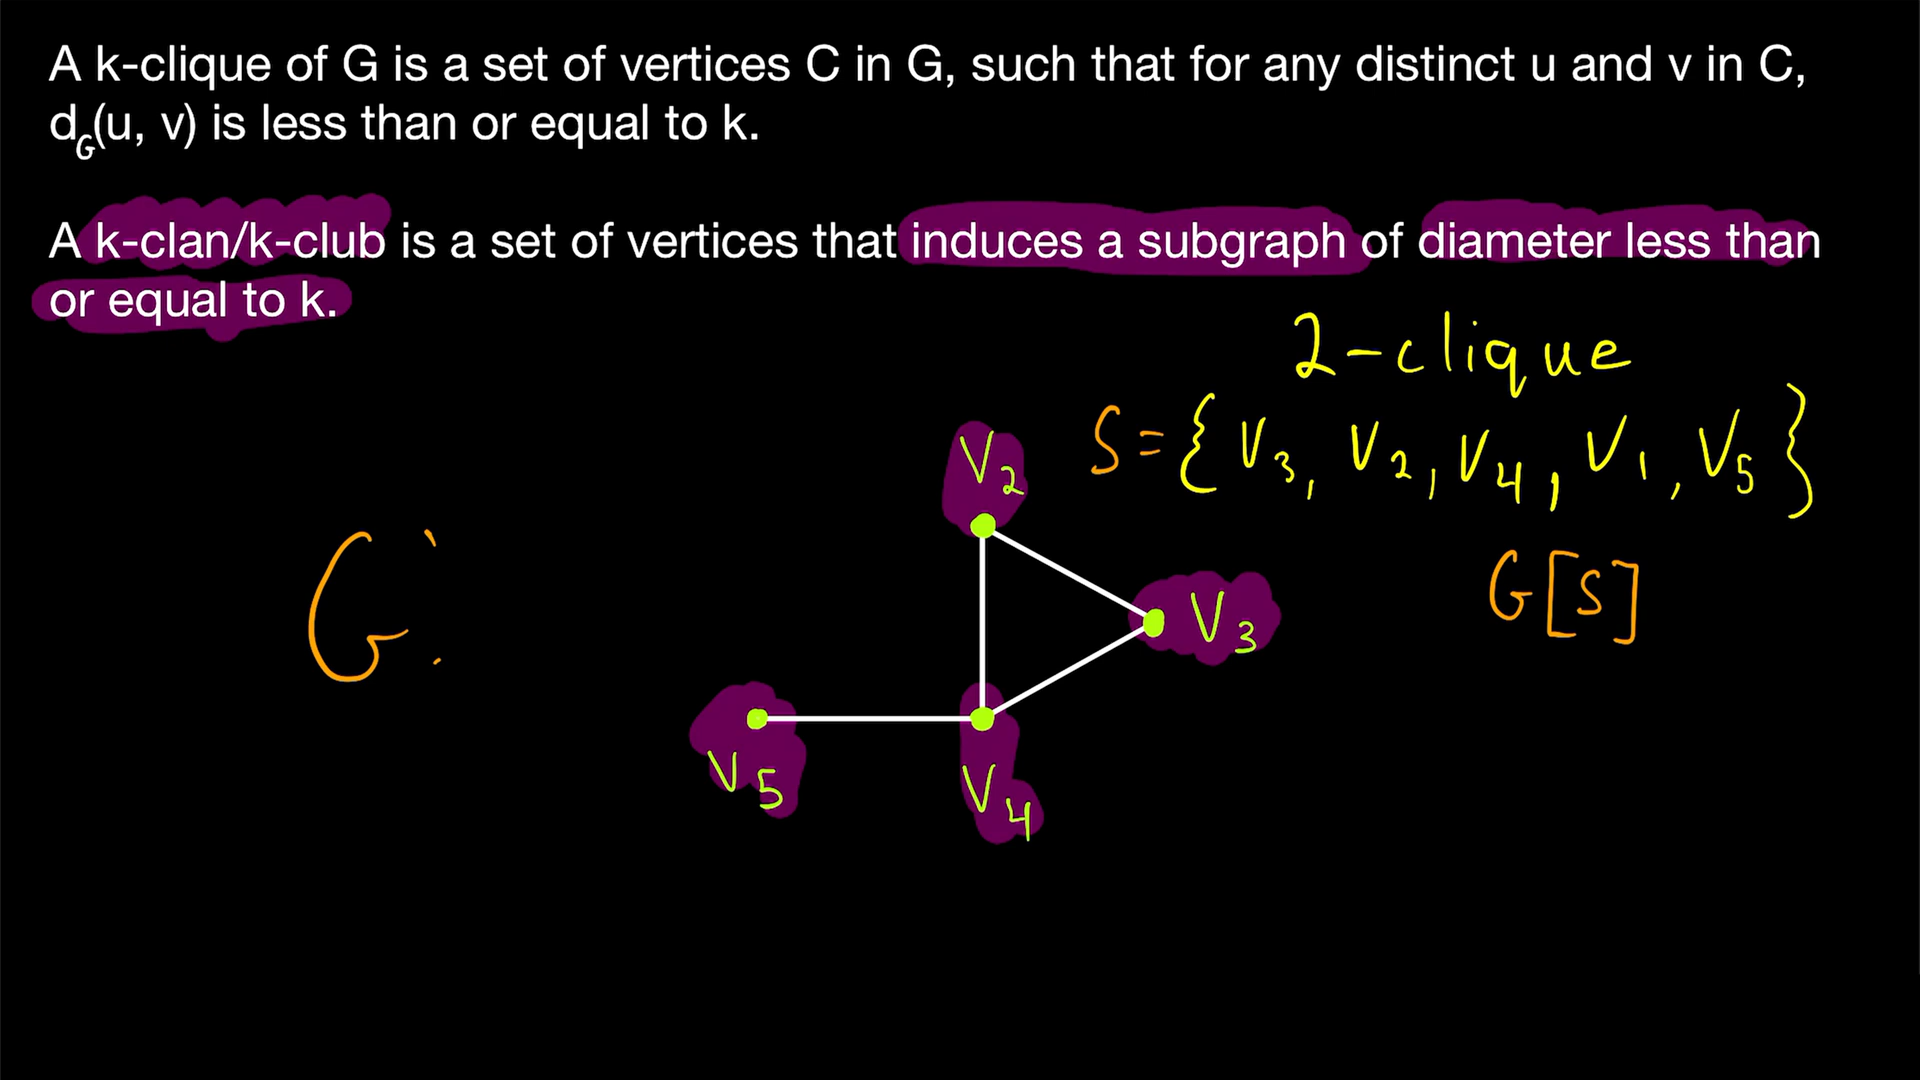 A k-clique of G is a set of vertices C in G, such that for any distinct u and v in C,
d_G(u, v) is less than or equal to k.
A k-clan/k-club is a set of vertices that induces a subgraph of diameter less than
or equal to k.
2-clique
S = { V₃, V₂, V₄, V₁, V₅ }
V₂
G:
G[S]
V₃
V₅
V₄